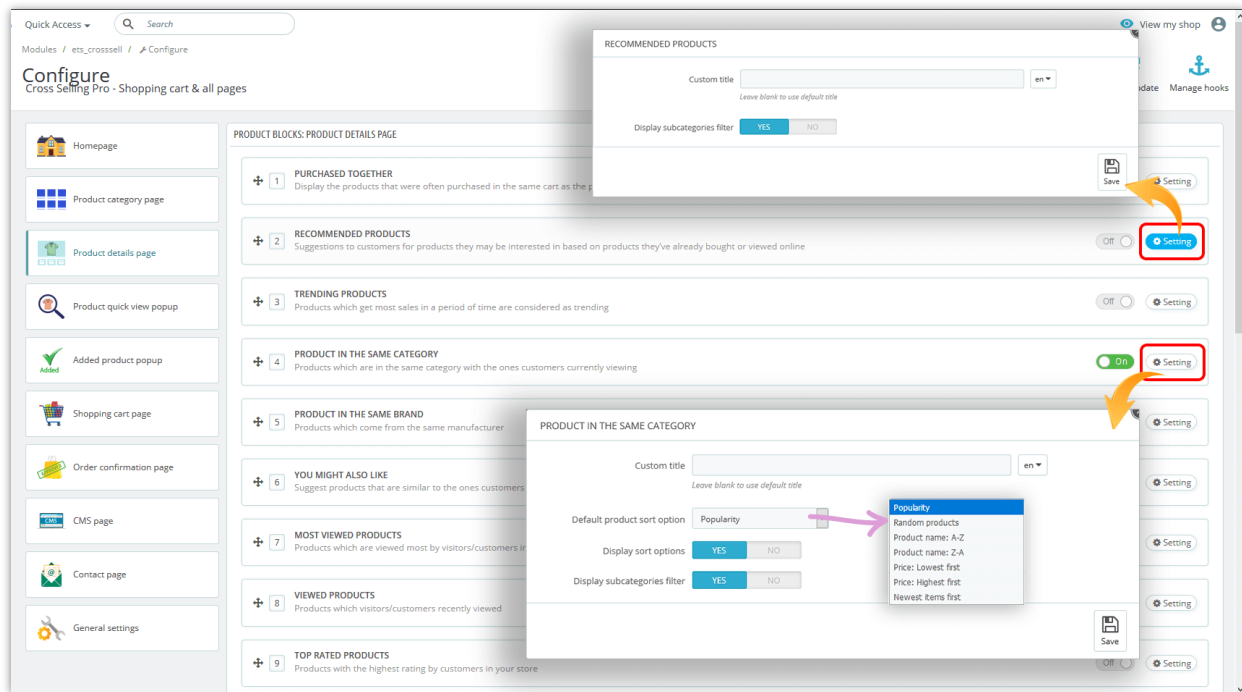 Quick Access
Search
View my shop
Modules / ets_crosssell / Configure
Configure
Cross Selling Pro - Shopping cart & all pages
Manage hooks
Homepage
Product category page
Product details page
Product quick view popup
Added
Added product popup
Shopping cart page
APPROVED
Order confirmation page
CMS
CMS page
Contact page
General settings
PRODUCT BLOCKS: PRODUCT DETAILS PAGE
1
PURCHASED TOGETHER
Display the products that were often purchased in the same cart as the
Setting
2
RECOMMENDED PRODUCTS
Suggestions to customers for products they may be interested in based on products they've already bought or viewed online
Off
Setting
3
TRENDING PRODUCTS
Products which get most sales in a period of time are considered as trending
Off
Setting
4
PRODUCT IN THE SAME CATEGORY
Products which are in the same category with the ones customers currently viewing
On
Setting
5
PRODUCT IN THE SAME BRAND
Products which come from the same manufacturer
Setting
6
YOU MIGHT ALSO LIKE
Suggest products that are similar to the ones customers
Setting
7
MOST VIEWED PRODUCTS
Products which are viewed most by visitors/customers
Setting
8
VIEWED PRODUCTS
Products which visitors/customers recently viewed
Setting
9
TOP RATED PRODUCTS
Products with the highest rating by customers in your store
Off
Setting
RECOMMENDED PRODUCTS
Custom title
en
Leave blank to use default title
Display subcategories filter
YES
NO
Save
PRODUCT IN THE SAME CATEGORY
Custom title
en
Leave blank to use default title
Default product sort option
Popularity
Display sort options
YES
NO
Display subcategories filter
YES
NO
Popularity
Random products
Product name: A-Z
Product name: Z-A
Price: Lowest first
Price: Highest first
Newest items first
Save